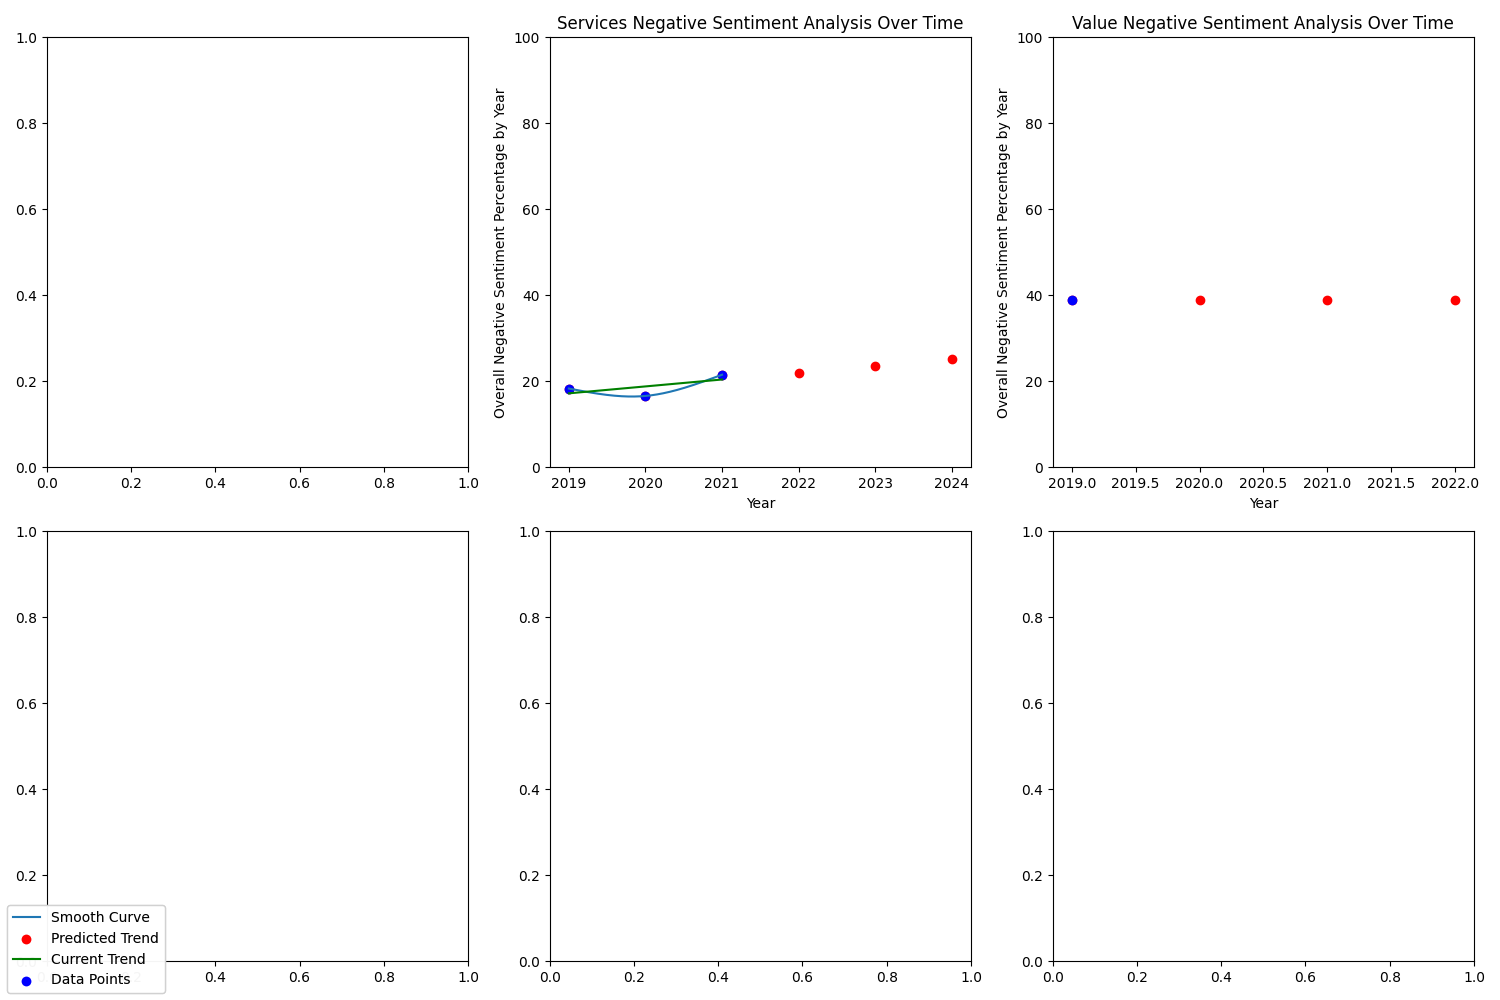 Services Negative Sentiment Analysis Over Time
Value Negative Sentiment Analysis Over Time
1.0
0.8
0.6
0.4
0.2
0.0
0.0 0.2 0.4 0.6 0.8 1.0
Overall Negative Sentiment Percentage by Year
100
80
60
40
20
0
2019 2020 2021 2022 2023 2024
Year
Overall Negative Sentiment Percentage by Year
100
80
60
40
20
0
2019.0 2019.5 2020.0 2020.5 2021.0 2021.5 2022.0
Year
1.0
0.8
0.6
0.4
0.2
0.4 0.6 0.8 1.0
Smooth Curve
Predicted Trend
Current Trend
Data Points
1.0
0.8
0.6
0.4
0.2
0.0
0.0 0.2 0.4 0.6 0.8 1.0
1.0
0.8
0.6
0.4
0.2
0.0
0.0 0.2 0.4 0.6 0.8 1.0